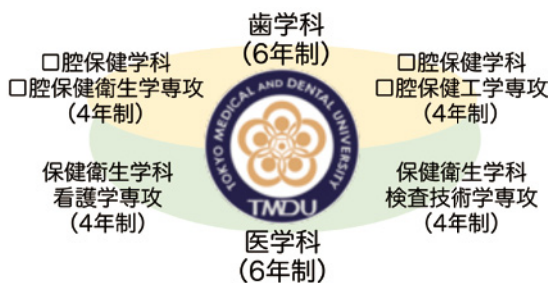 歯学科
(6年制)
口腔保健学科
口腔保健衛生学専攻
(4年制)
口腔保健学科
口腔保健工学専攻
(4年制)
TOKYO MEDICAL AND DENTAL UNIVERSITY
TMDU
保健衛生学科
看護学専攻
(4年制)
保健衛生学科
検査技術学専攻
(4年制)
医学科
(6年制)